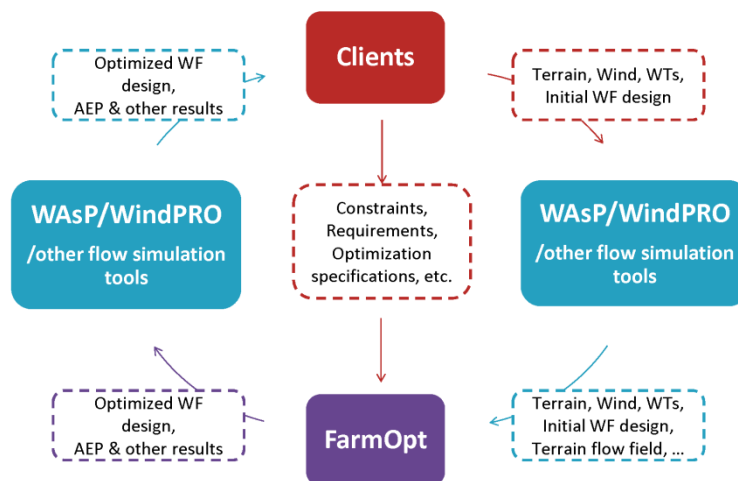 Optimized WF
design,
AEP & other results
Clients
Terrain, Wind, WTs,
Initial WF design
WAsP/WindPRO
/other flow simulation
tools
Constraints,
Requirements,
Optimization
specifications, etc.
WAsP/WindPRO
/other flow simulation
tools
Optimized WF
design,
AEP & other results
FarmOpt
Terrain, Wind, WTs,
Initial WF design,
Terrain flow field, ...